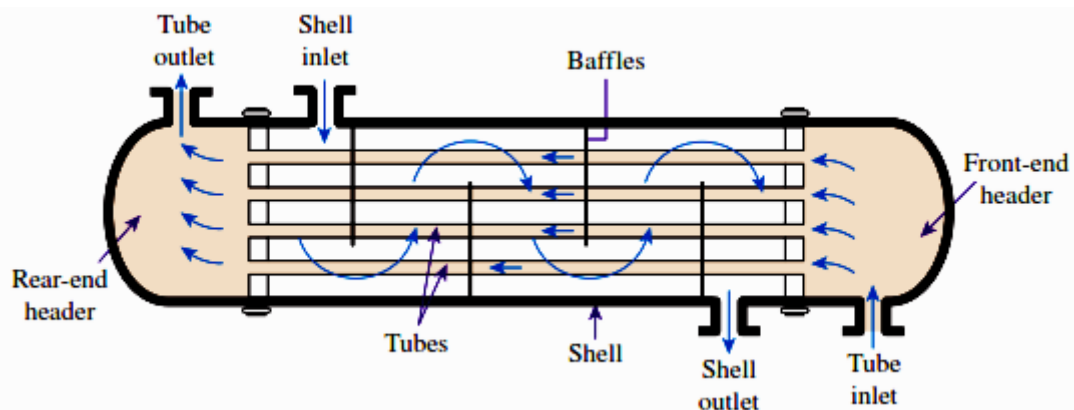 Tube
outlet
Shell
inlet
Baffles
Front-end
header
Rear-end
header
Tubes
Shell
Shell
outlet
Tube
inlet